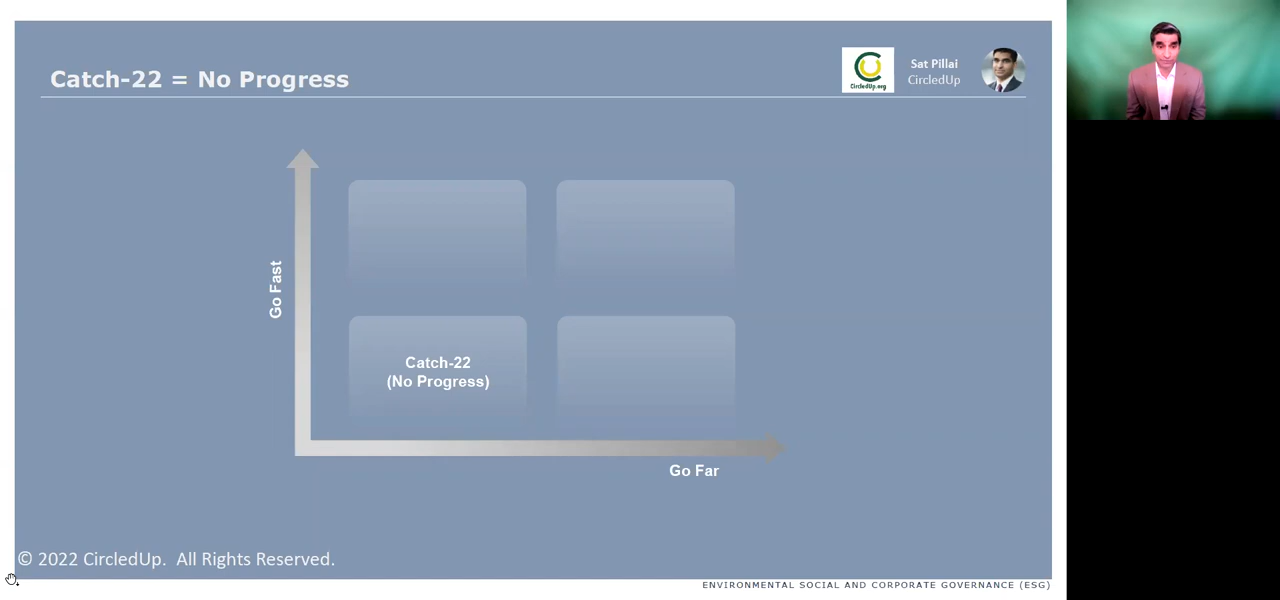 Catch-22 = No Progress
CircledUp.org
Sat Pillai
CircledUp
Go Fast
Catch-22
(No Progress)
Go Far
© 2022 CircledUp. All Rights Reserved.
ENVIRONMENTAL SOCIAL AND CORPORATE GOVERNANCE (ESG)